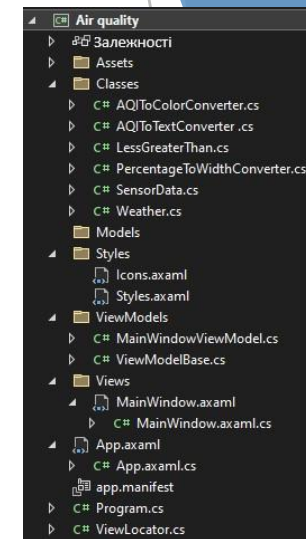 Air quality
Залежності
Assets
Classes
C# AQIToColorConverter.cs
C# AQIToTextConverter .cs
C# LessGreaterThan.cs
C# PercentageToWidthConverter.cs
C# SensorData.cs
C# Weather.cs
Models
Styles
Icons.axaml
Styles.axaml
ViewModels
C# MainWindowViewModel.cs
C# ViewModelBase.cs
Views
MainWindow.axaml
C# MainWindow.axaml.cs
App.axaml
C# App.axaml.cs
app.manifest
C# Program.cs
C# ViewLocator.cs